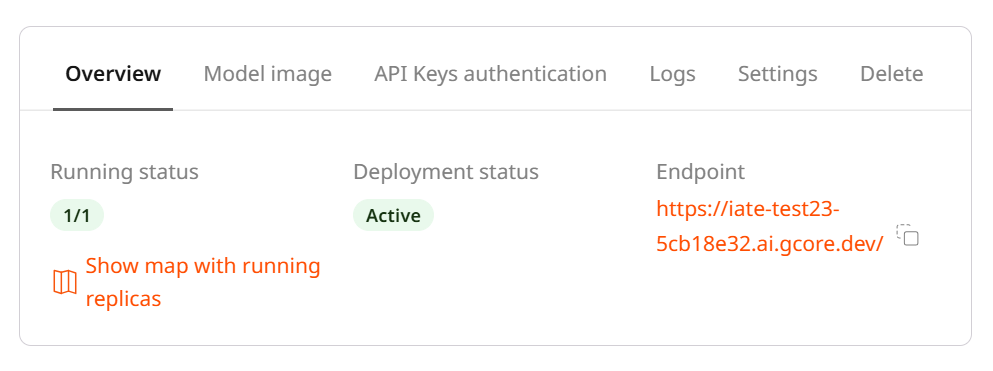 Overview Model image API Keys authentication Logs Settings Delete
Running status Deployment status Endpoint
1/1 Active https://iate-test23-
5cb18e32.ai.gcore.dev/
Show map with running
replicas